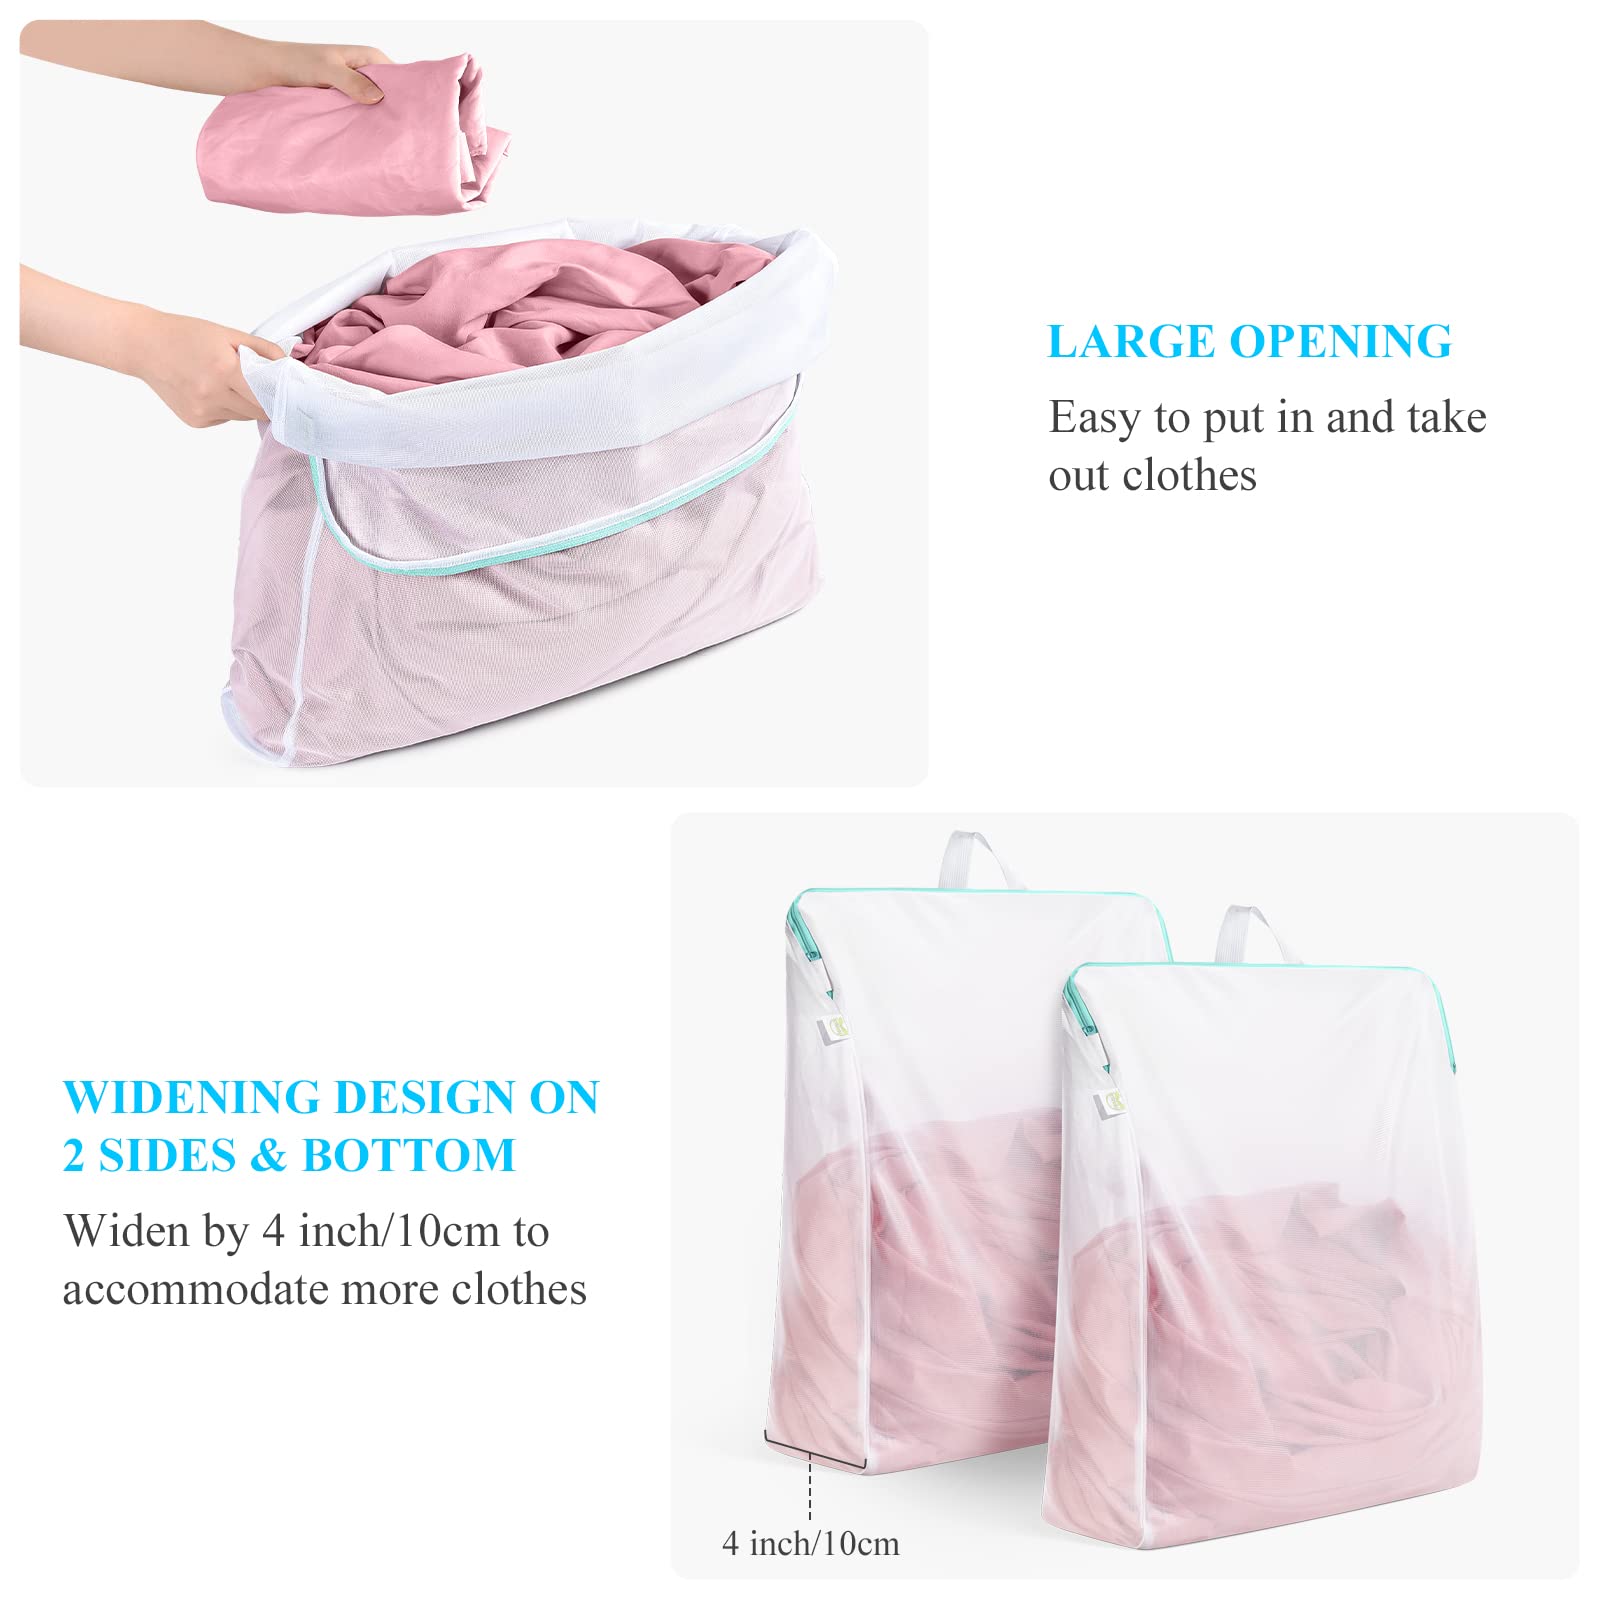 LARGE OPENING
Easy to put in and take
out clothes
WIDENING DESIGN ON
2 SIDES & BOTTOM
Widen by 4 inch/10cm to
accommodate more clothes
4 inch/10cm